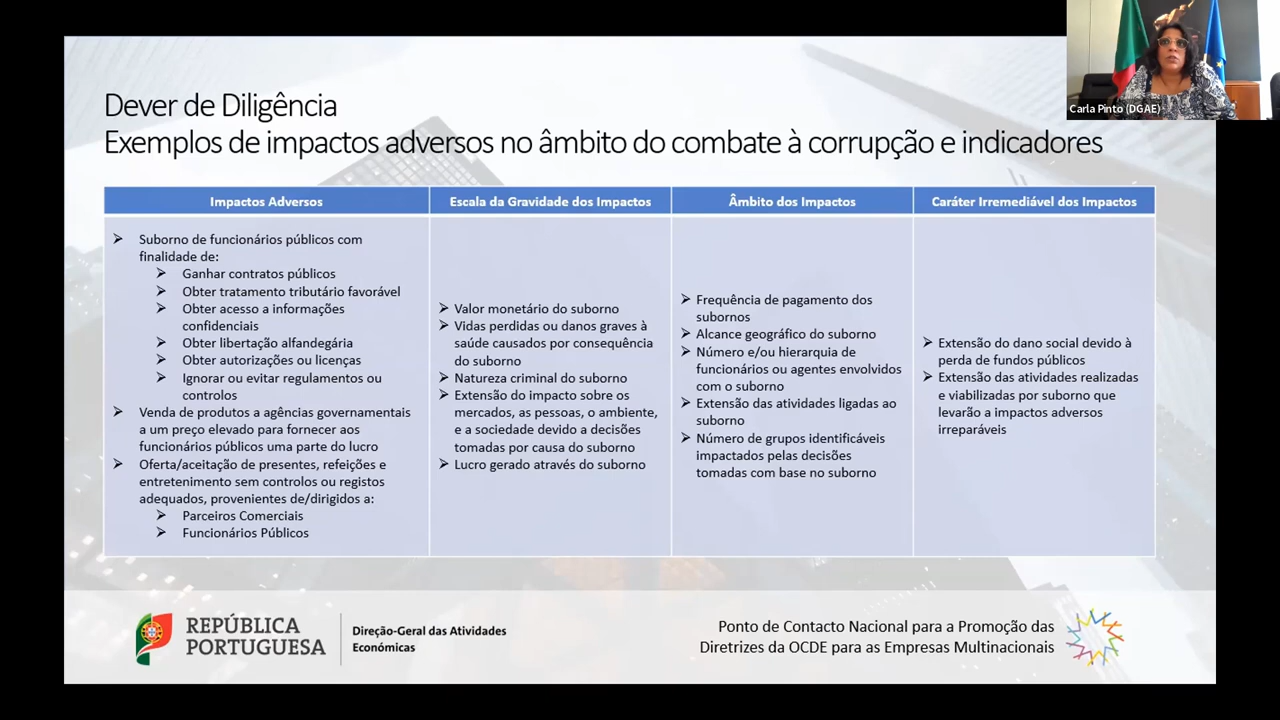 Carla Pinto (DGAE)
Dever de Diligência
Exemplos de impactos adversos no âmbito do combate à corrupção e indicadores
Impactos Adversos
Suborno de funcionários públicos com
finalidade de:
Ganhar contratos públicos
Obter tratamento tributário favorável
Obter acesso a informações
confidenciais
Obter libertação alfandegária
Obter autorizações ou licenças
Ignorar ou evitar regulamentos ou
controlos
Venda de produtos a agências governamentais
a um preço elevado para fornecer aos
funcionários públicos uma parte do lucro
Oferta/aceitação de presentes, refeições e
entretenimento sem controlos ou registos
adequados, provenientes de/dirigidos a:
Parceiros Comerciais
Funcionários Públicos
Escala da Gravidade dos Impactos
Valor monetário do suborno
Vidas perdidas ou danos graves à
saúde causados por consequência
do suborno
Natureza criminal do suborno
Extensão do impacto sobre os
mercados, as pessoas, o ambiente,
e a sociedade devido a decisões
tomadas por causa do suborno
Lucro gerado através do suborno
Âmbito dos Impactos
Frequência de pagamento dos
subornos
Alcance geográfico do suborno
Número e/ou hierarquia de
funcionários ou agentes envolvidos
com o suborno
Extensão das atividades ligadas ao
suborno
Número de grupos identificáveis
impactados pelas decisões
tomadas com base no suborno
Caráter Irremediável dos Impactos
Extensão do dano social devido à
perda de fundos públicos
Extensão das atividades realizadas
e viabilizadas por suborno que
levarão a impactos adversos
irreparáveis
REPÚBLICA
PORTUGUESA
Direção-Geral das Atividades
Económicas
Ponto de Contacto Nacional para a Promoção das
Diretrizes da OCDE para as Empresas Multinacionais